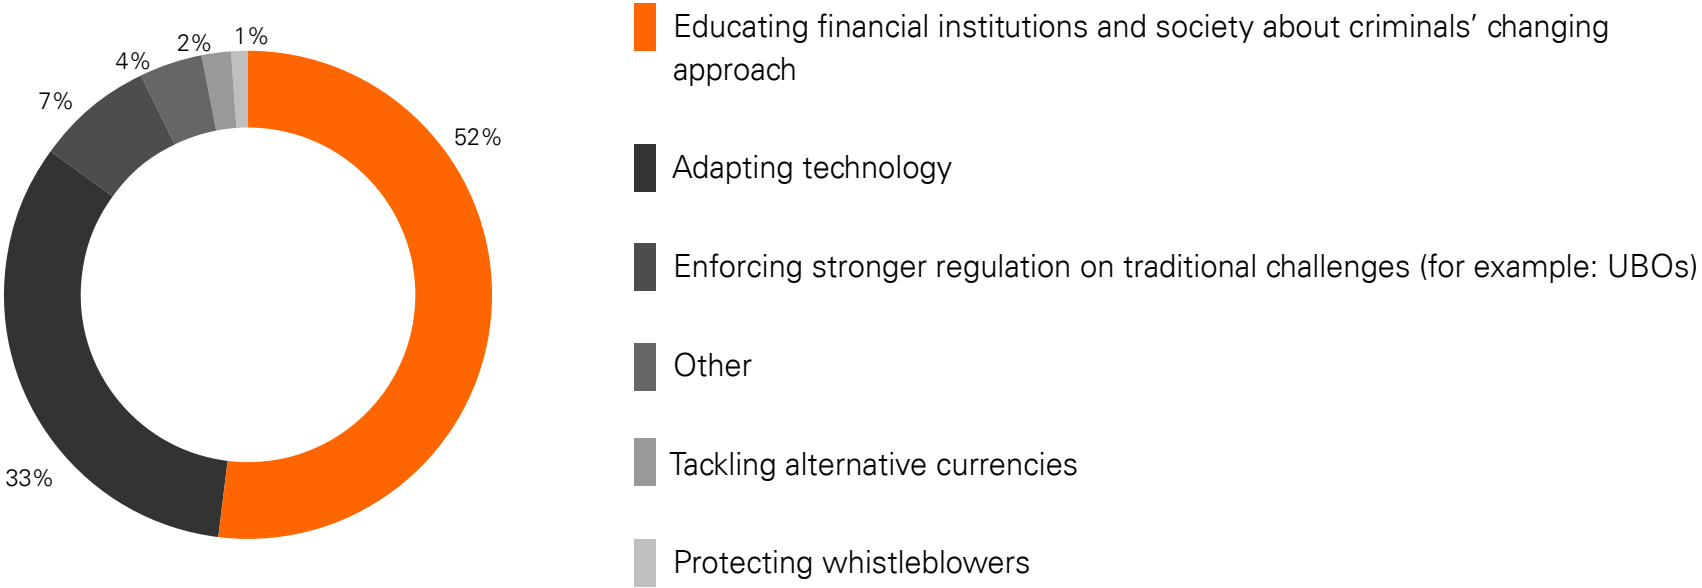 1%
2%
4%
7%
52%
33%
Educating financial institutions and society about criminals’ changing
approach
Adapting technology
Enforcing stronger regulation on traditional challenges (for example: UBOs)
Other
Tackling alternative currencies
Protecting whistleblowers